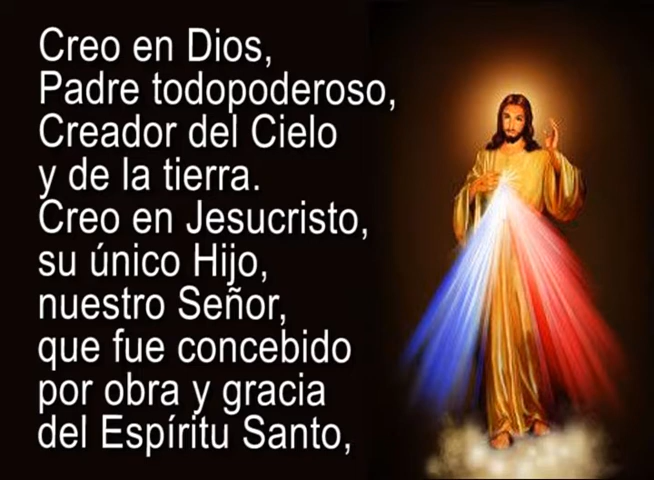 Creo en Dios,
Padre todopoderoso,
Creador del Cielo
y de la tierra.
Creo en Jesucristo,
su único Hijo,
nuestro Señor,
que fue concebido
por obra y gracia
del Espíritu Santo,